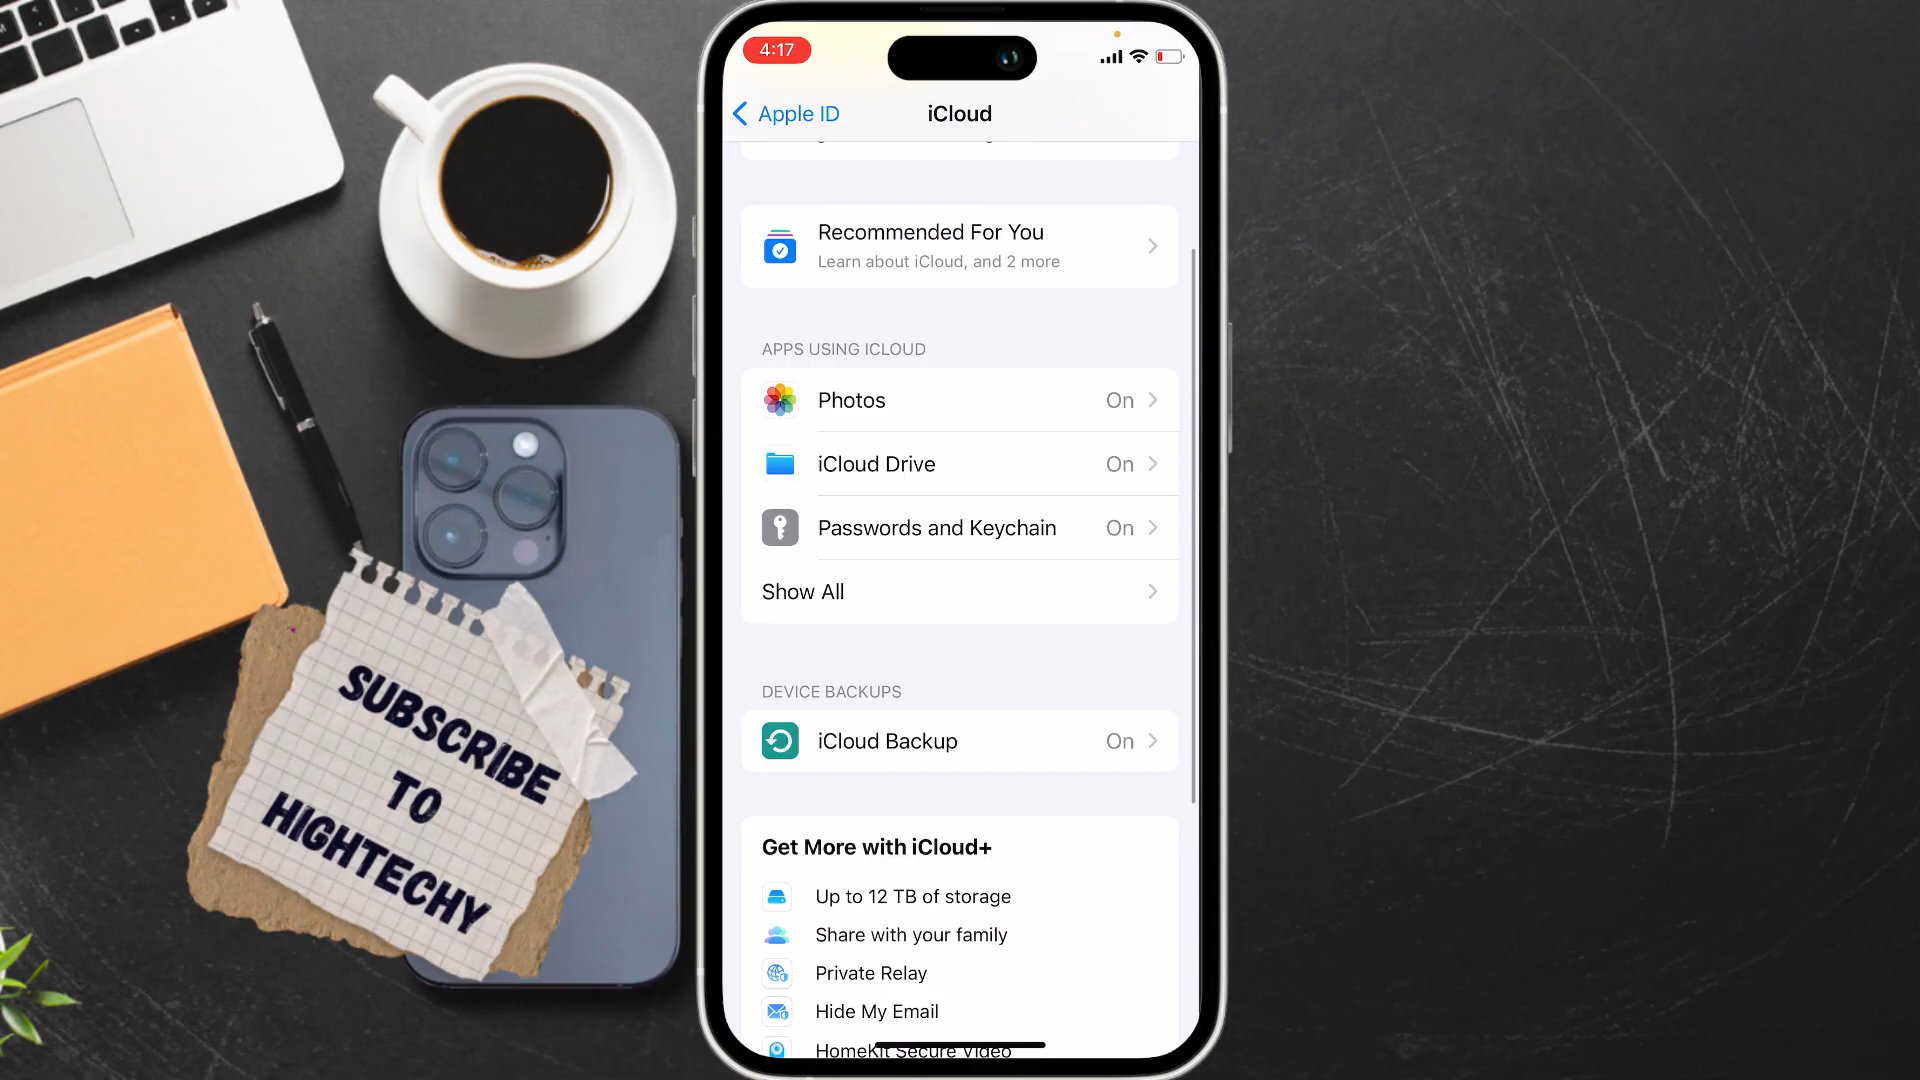 4:17
Apple ID
iCloud
Recommended For You
Learn about iCloud, and 2 more
APPS USING ICLOUD
Photos On
iCloud Drive On
Passwords and Keychain On
Show All
DEVICE BACKUPS
iCloud Backup On
Get More with iCloud+
Up to 12 TB of storage
Share with your family
Private Relay
Hide My Email
HomeKit Secure Video
SUBSCRIBE
TO
HIGHTECHY